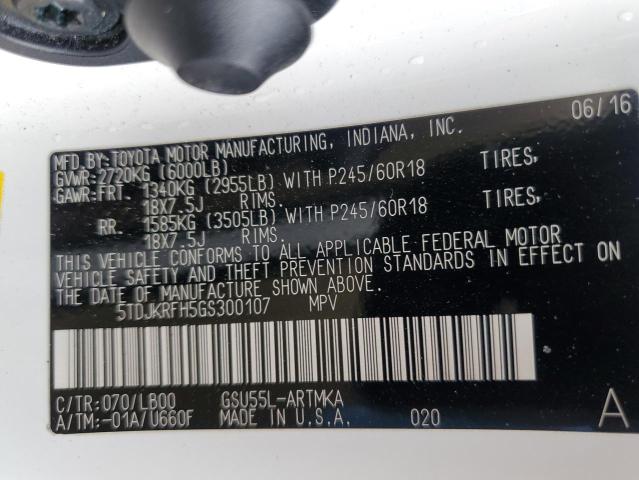 06/16
MFD.BY:TOYOTA MOTOR MANUFACTURING, INDIANA, INC.
GVWR:2720KG (6000LB)
GAWR:FRT. 1340KG (2955LB) WITH P245/60R18 TIRES,
18X7.5J RIMS.
RR. 1585KG (3505LB) WITH P245/60R18 TIRES,
18X7.5J RIMS.
THIS VEHICLE CONFORMS TO ALL APPLICABLE FEDERAL MOTOR
VEHICLE SAFETY AND THEFT PREVENTION STANDARDS IN EFFECT ON
THE DATE OF MANUFACTURE SHOWN ABOVE.
5TDJKRFH5GS300107 MPV
C/TR:070/LB00 GSU55L-ARTMKA
A/TM:-01A/U660F MADE IN U.S.A. 020 A